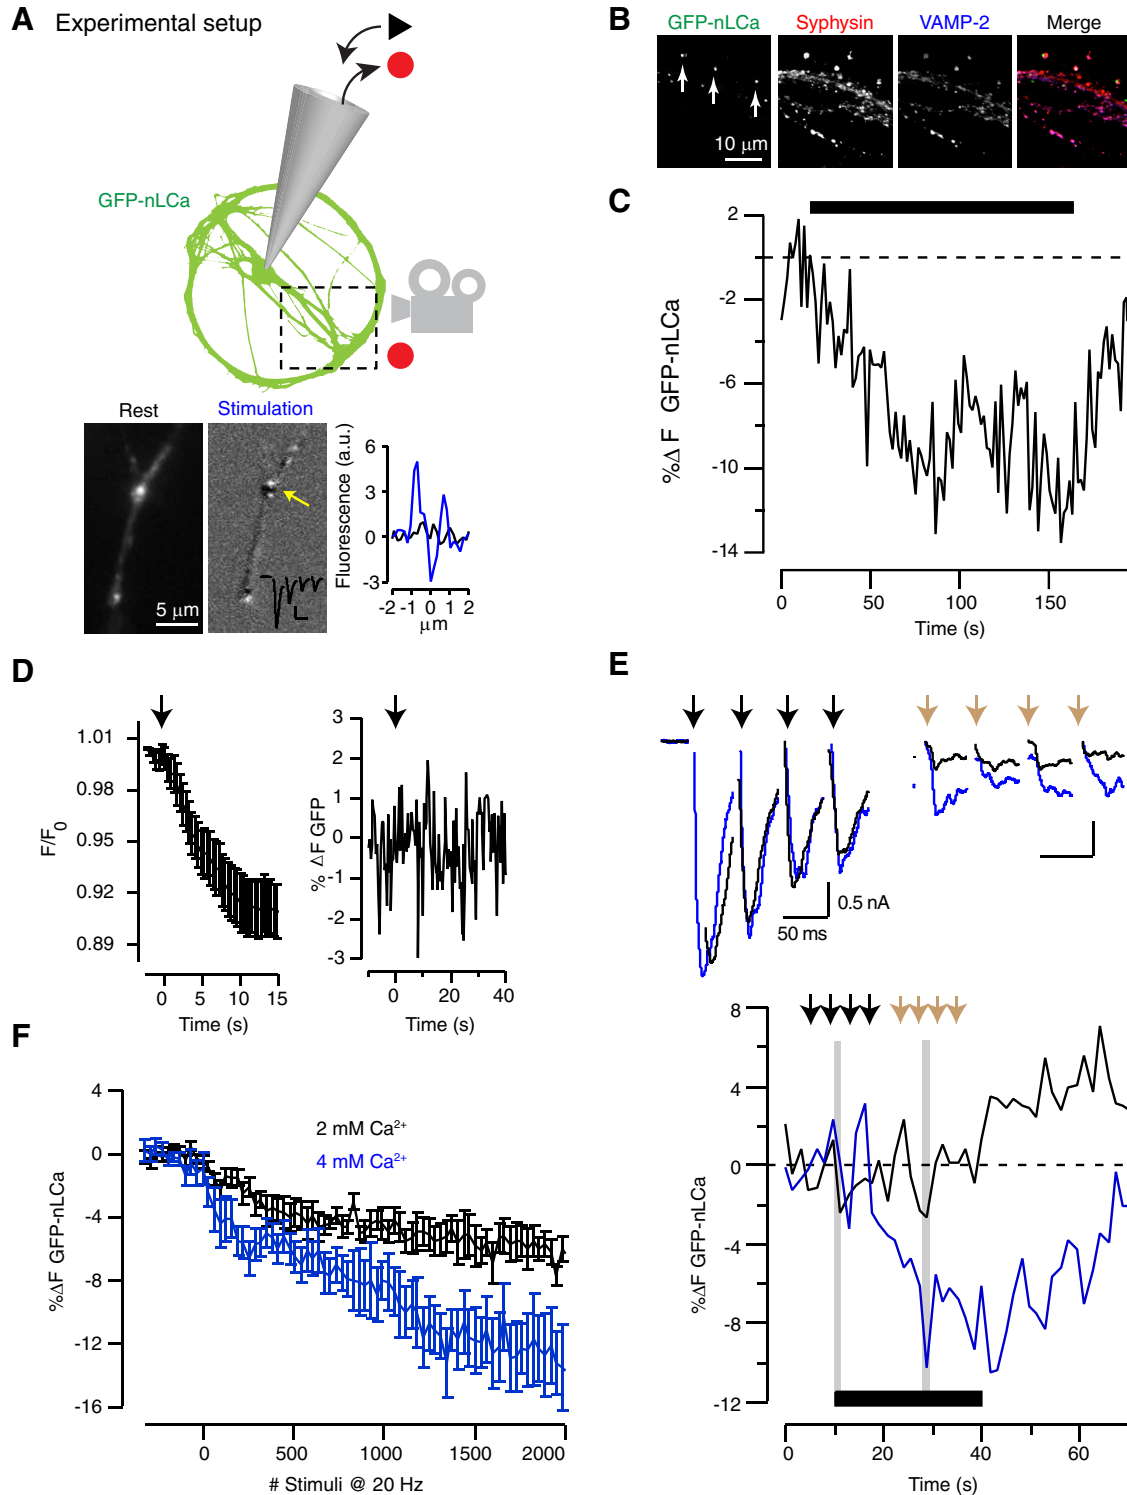 A Experimental setup
GFP-nLCa
Rest
Stimulation
5 μm
Fluorescence (a.u.)
6
3
0
-3
-2 -1 0 1 2
μm
B
GFP-nLCa Syphysin VAMP-2 Merge
10 μm
C
%Δ F GFP-nLCa
2
-2
-6
-10
-14
0 50 100 150
Time (s)
D
F/F0
1.01
0.98
0.95
0.92
0.89
0 5 10 15
Time (s)
% ΔF GFP
3
2
1
0
-1
-2
-3
0 20 40
Time (s)
E
0.5 nA
50 ms
%ΔF GFP-nLCa
8
4
0
-4
-8
-12
0 20 40 60
Time (s)
F
%ΔF GFP-nLCa
4
0
-4
-8
-12
-16
2 mM Ca²⁺
4 mM Ca²⁺
0 500 1000 1500 2000
# Stimuli @ 20 Hz